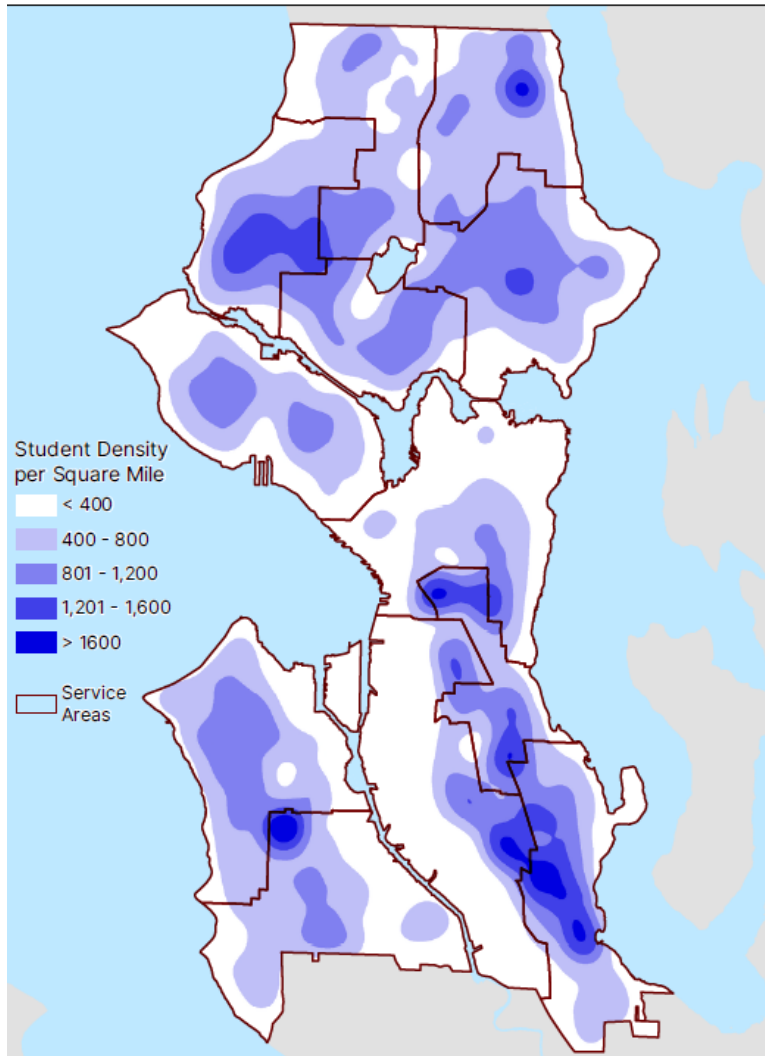 Student Density
per Square Mile
< 400
400 - 800
801 - 1,200
1,201 - 1,600
> 1600
Service
Areas